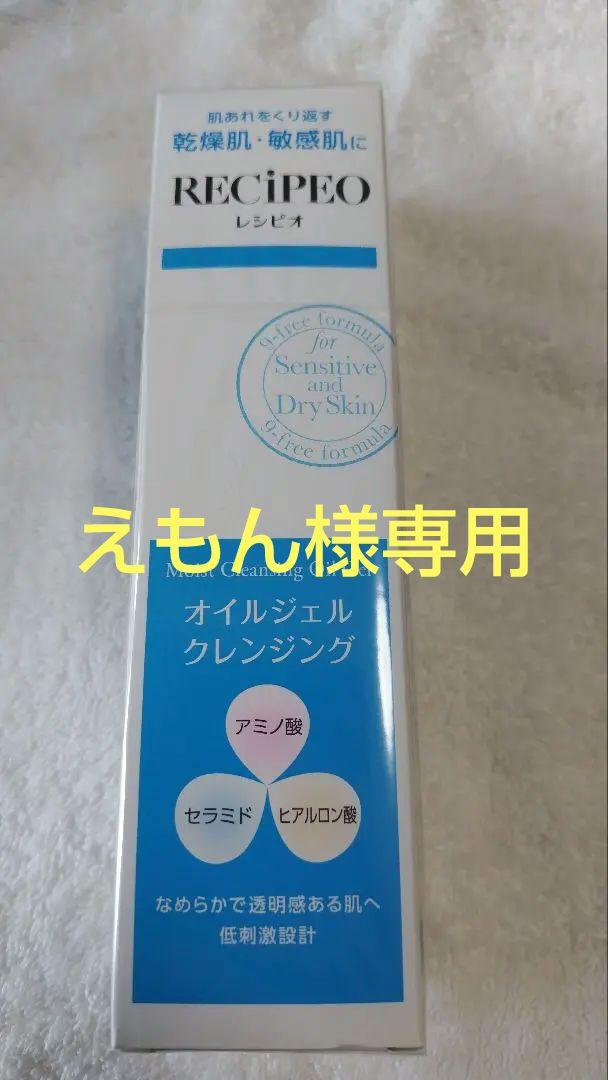 肌あれをくり返す
乾燥肌・敏感肌に
RECiPEO
レシピオ
9-free formula
for
Sensitive
and
Dry Skin
9-free formula
えもん様専用
Moist Cleansing
オイルジェル
クレンジング
アミノ酸
セラミド
ヒアルロン酸
なめらかで透明感ある肌へ
低刺激設計